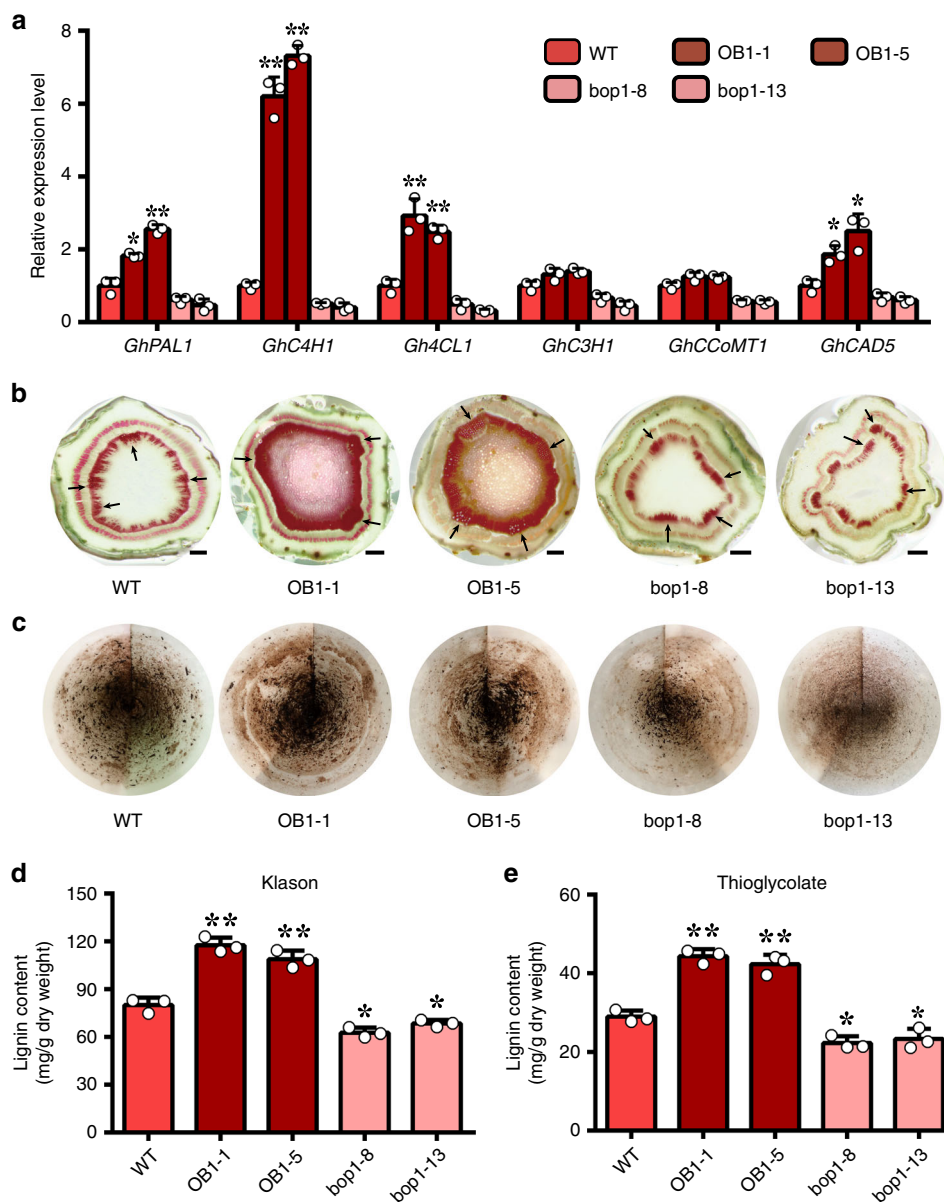 a
8
6
4
2
0
Relative expression level
WT
OB1-1
OB1-5
bop1-8
bop1-13
** **
* **
** **
* *
GhPAL1 GhC4H1 Gh4CL1 GhC3H1 GhCCoMT1 GhCAD5
b
WT OB1-1 OB1-5 bop1-8 bop1-13
c
WT OB1-1 OB1-5 bop1-8 bop1-13
d
Klason
150
120
90
60
30
0
Lignin content
(mg/g dry weight)
** ** * *
WT OB1-1 OB1-5 bop1-8 bop1-13
e
Thioglycolate
60
40
20
0
Lignin content
(mg/g dry weight)
** ** * *
WT OB1-1 OB1-5 bop1-8 bop1-13